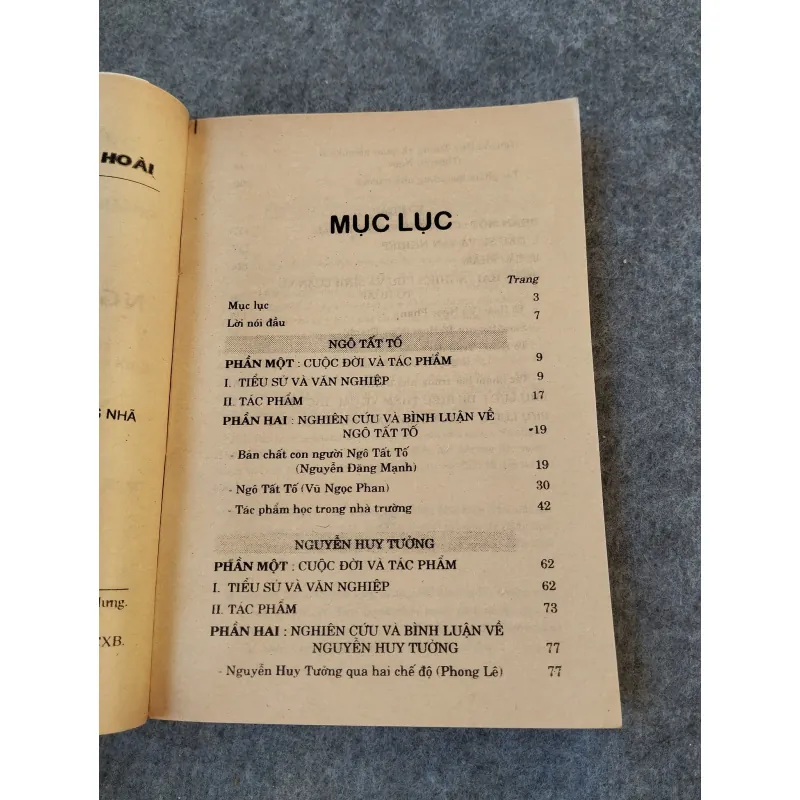 HOÀI
NG
G NHÃ
Hưng.
CXB.
MỤC LỤC
Trang
Mục lục 3
Lời nói đầu 7
NGÔ TẤT TỐ
PHẦN MỘT : CUỘC ĐỜI VÀ TÁC PHẨM 9
I. TIỂU SỬ VÀ VĂN NGHIỆP 9
II. TÁC PHẨM 17
PHẦN HAI : NGHIÊN CỨU VÀ BÌNH LUẬN VỀ
NGÔ TẤT TỐ 19
- Bản chất con người Ngô Tất Tố
(Nguyễn Đăng Mạnh) 19
- Ngô Tất Tố (Vũ Ngọc Phan) 30
- Tác phẩm học trong nhà trường 42
NGUYỄN HUY TƯỞNG
PHẦN MỘT : CUỘC ĐỜI VÀ TÁC PHẨM 62
I. TIỂU SỬ VÀ VĂN NGHIỆP 62
II. TÁC PHẨM 73
PHẦN HAI : NGHIÊN CỨU VÀ BÌNH LUẬN VỀ
NGUYỄN HUY TƯỞNG 77
- Nguyễn Huy Tưởng qua hai chế độ (Phong Lê) 77